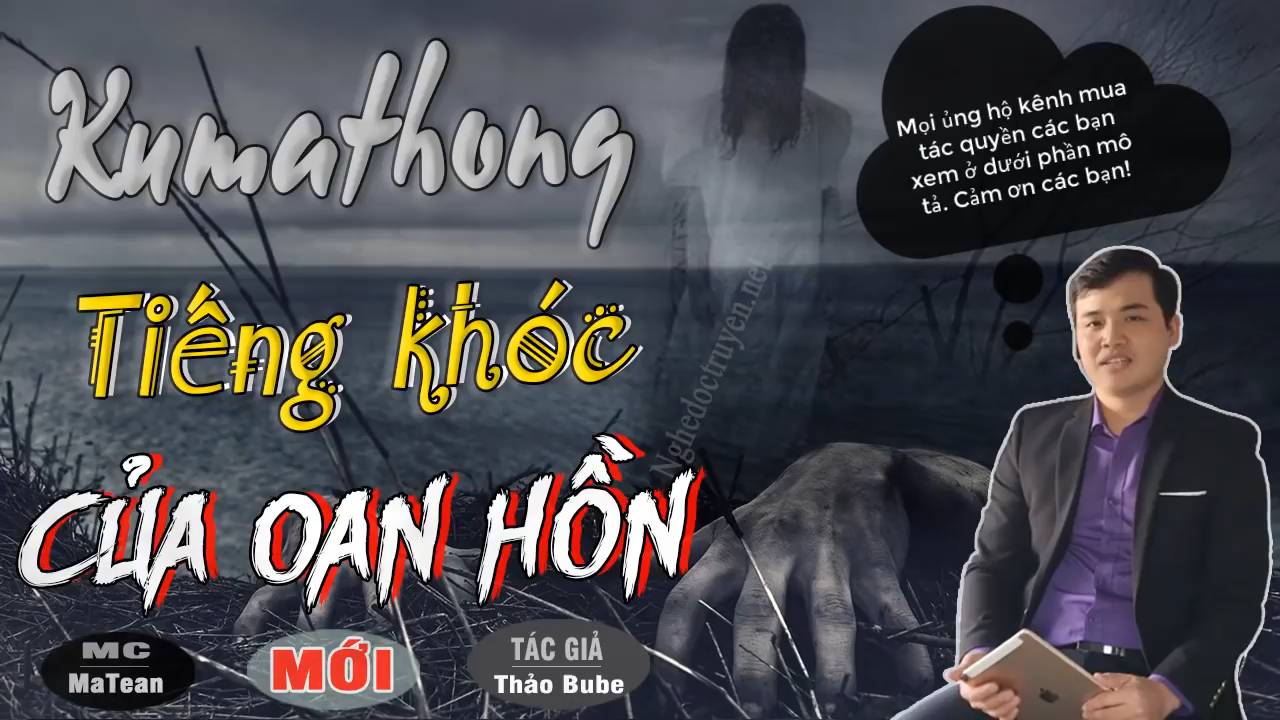 Kumathong
Tiếng khóc
CỦA OAN HỒN
Mọi ủng hộ kênh mua
tác quyền các bạn
xem ở dưới phần mô
tả. Cảm ơn các bạn!
Nghedoctruyen.net
MC
MaTean
MỚI
TÁC GIẢ
Thảo Bube